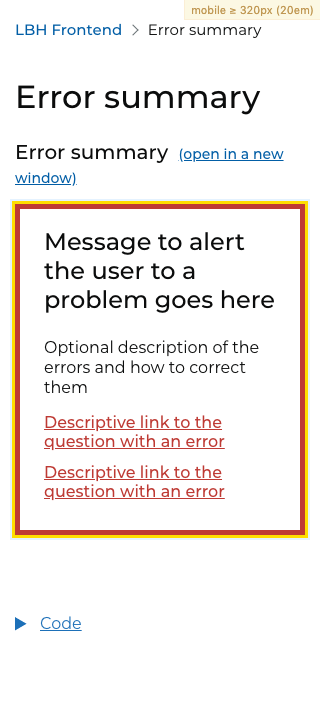 mobile ≥ 320px (20em)
LBH Frontend > Error summary
Error summary
Error summary (open in a new
window)
Message to alert
the user to a
problem goes here
Optional description of the
errors and how to correct
them
Descriptive link to the
question with an error
Descriptive link to the
question with an error
Code